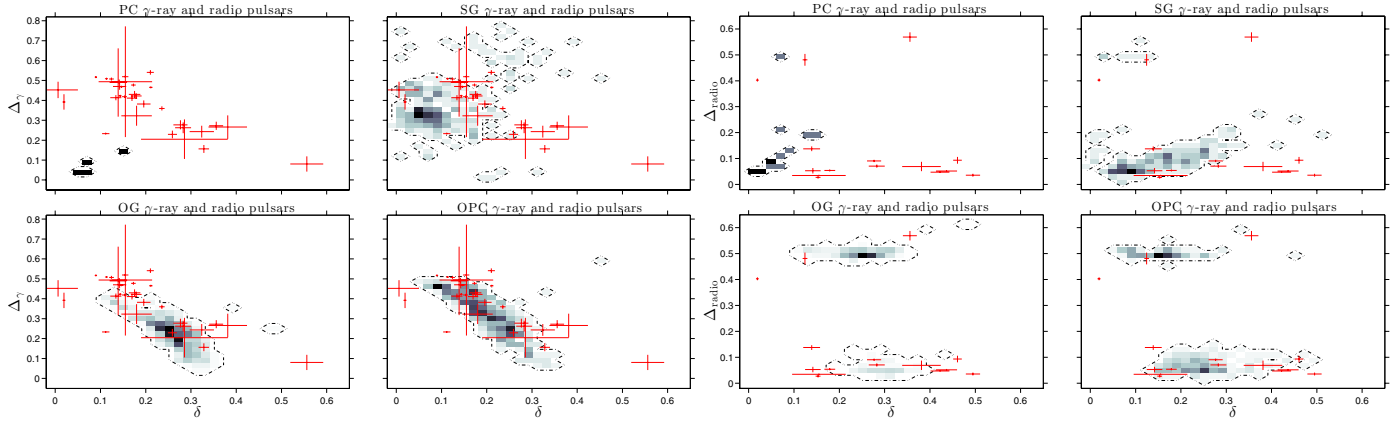 PC γ-ray and radio pulsars
SG γ-ray and radio pulsars
PC γ-ray and radio pulsars
SG γ-ray and radio pulsars
0.8
0.7
0.6
0.5
0.4
0.3
0.2
0.1
0
Δγ
0.6
0.5
0.4
0.3
0.2
0.1
0
Δradio
OG γ-ray and radio pulsars
OPC γ-ray and radio pulsars
OG γ-ray and radio pulsars
OPC γ-ray and radio pulsars
0.8
0.7
0.6
0.5
0.4
0.3
0.2
0.1
0
Δγ
0.6
0.5
0.4
0.3
0.2
0.1
0
Δradio
0 0.1 0.2 0.3 0.4 0.5 0.6
0 0.1 0.2 0.3 0.4 0.5 0.6
0 0.1 0.2 0.3 0.4 0.5 0.6
0 0.1 0.2 0.3 0.4 0.5 0.6
δ
δ
δ
δ